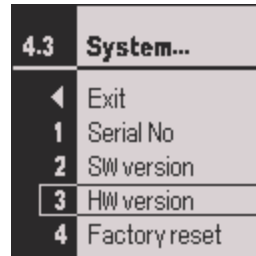 4.3 System...
Exit
1 Serial No
2 SW version
3 HW version
4 Factory reset